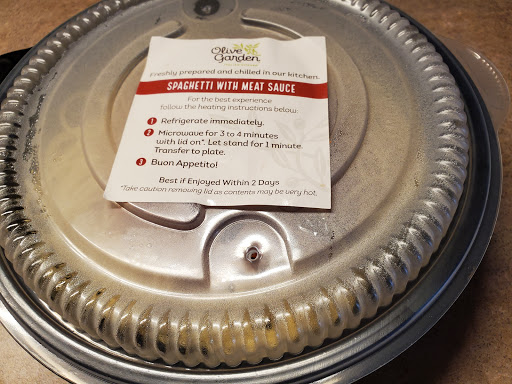 Olive
Garden
Freshly prepared and chilled in our kitchen.
SPAGHETTI WITH MEAT SAUCE
For the best experience
follow the heating instructions below:
1 Refrigerate immediately.
2 Microwave for 3 to 4 minutes
with lid on*. Let stand for 1 minute.
Transfer to plate.
3 Buon Appetito!
Best if Enjoyed Within 2 Days
*Take caution removing lid as contents may be very hot.